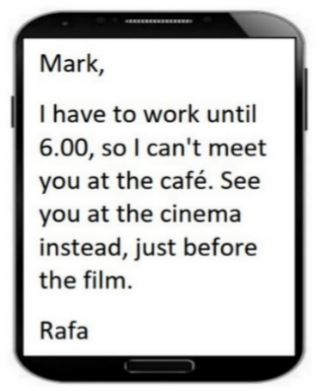 Mark,
I have to work until
6.00, so I can't meet
you at the café. See
you at the cinema
instead, just before
the film.
Rafa